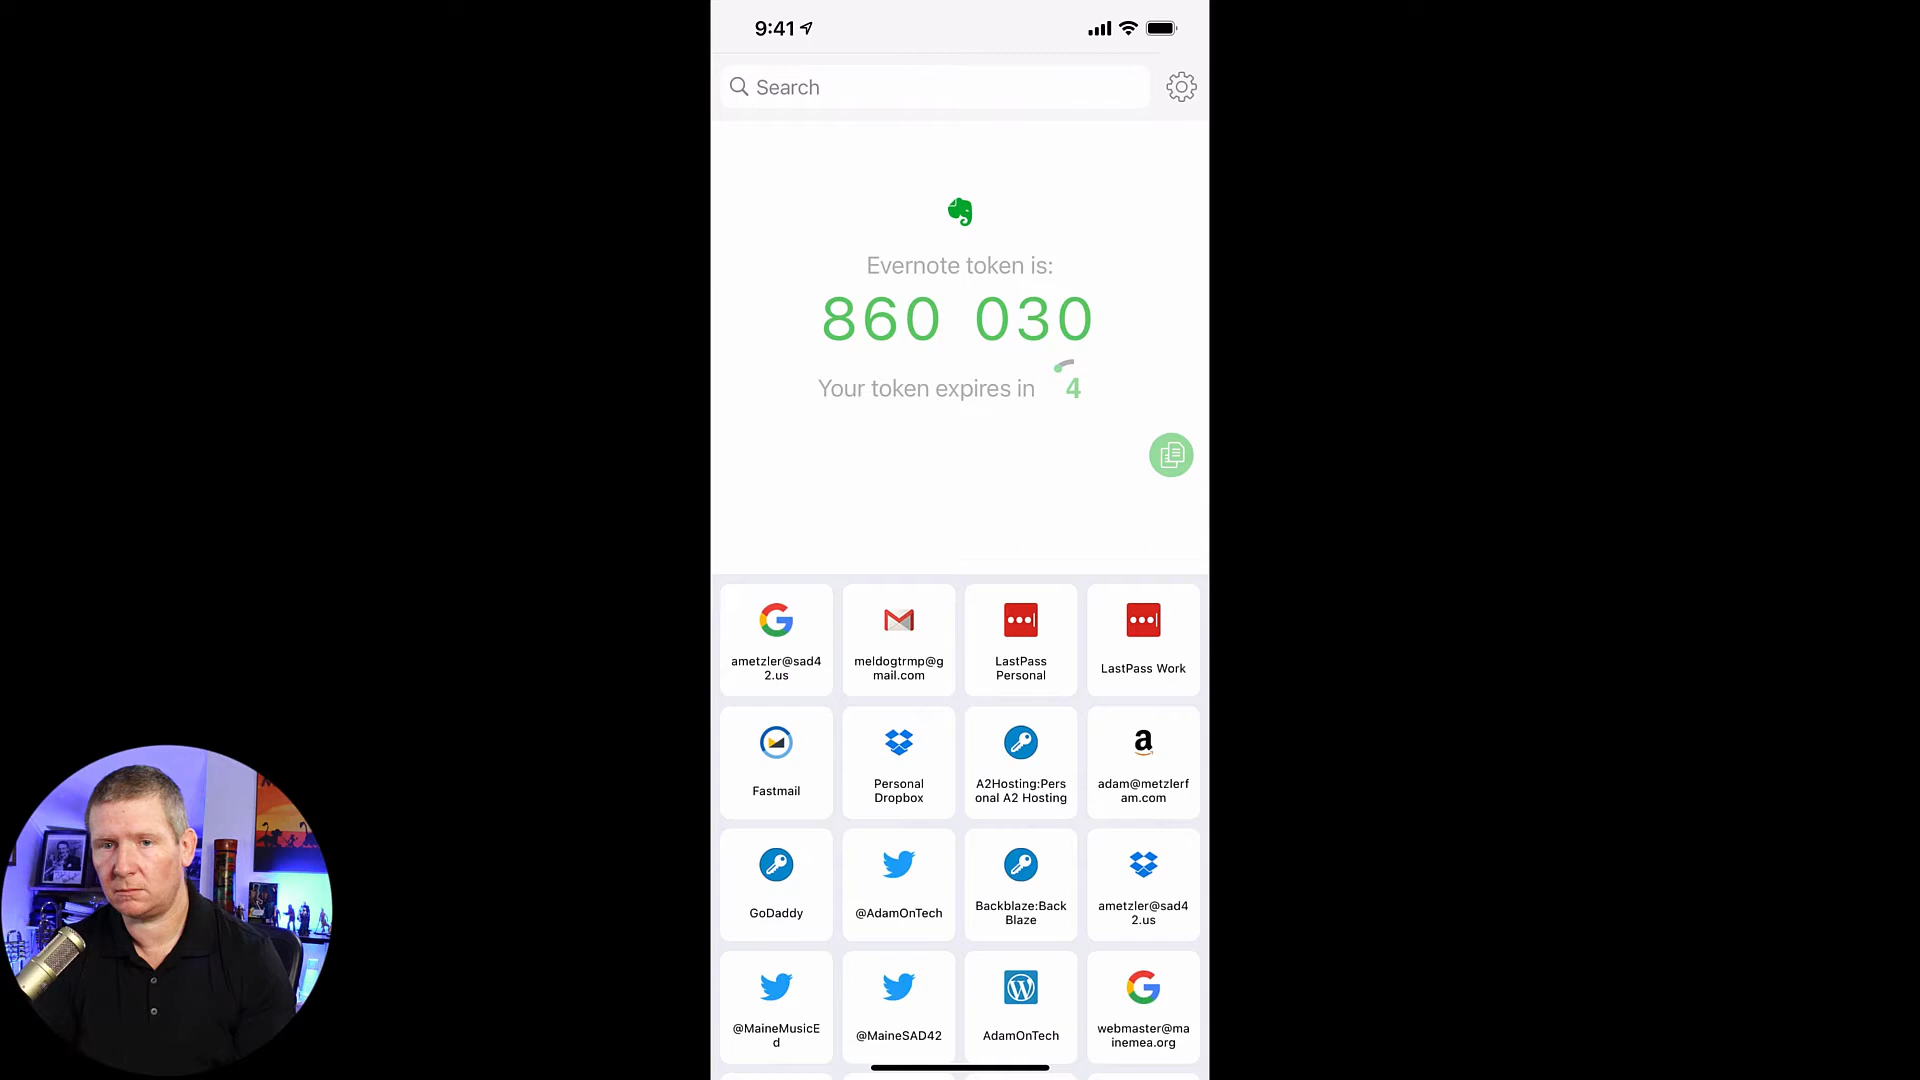 9:41
Search
Evernote token is:
860 030
Your token expires in 4
ametzler@sad4
2.us
meldogtrmp@g
mail.com
LastPass
Personal
LastPass Work
Fastmail
Personal
Dropbox
A2Hosting:Pers
onal A2 Hosting
adam@metzlerf
am.com
GoDaddy
@AdamOnTech
Backblaze:Back
Blaze
ametzler@sad4
2.us
@MaineMusicE
d
@MaineSAD42
AdamOnTech
webmaster@ma
inemea.org